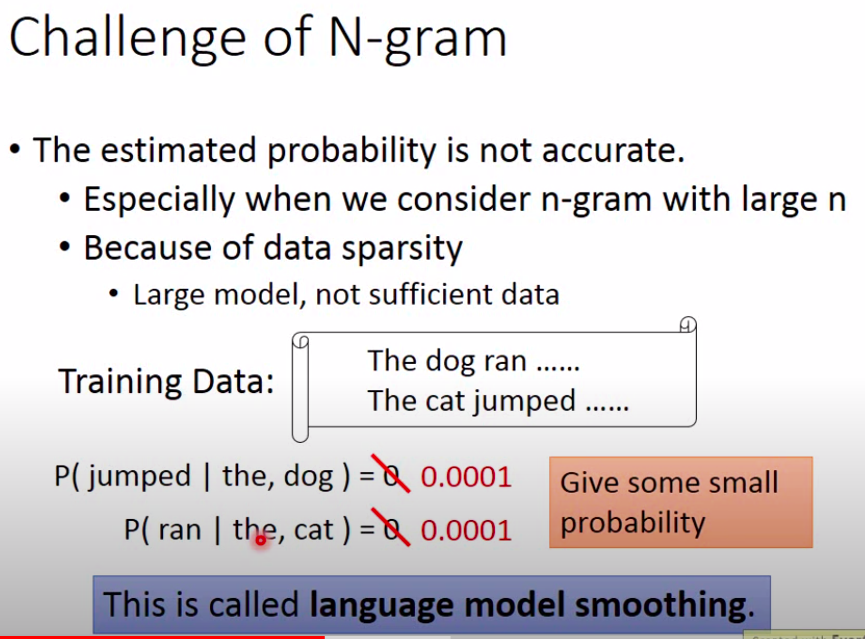 Challenge of N-gram
• The estimated probability is not accurate.
• Especially when we consider n-gram with large n
• Because of data sparsity
• Large model, not sufficient data
Training Data:
The dog ran ......
The cat jumped ......
P( jumped | the, dog ) = 0 0.0001
P( ran | the, cat ) = 0 0.0001
Give some small
probability
This is called language model smoothing.